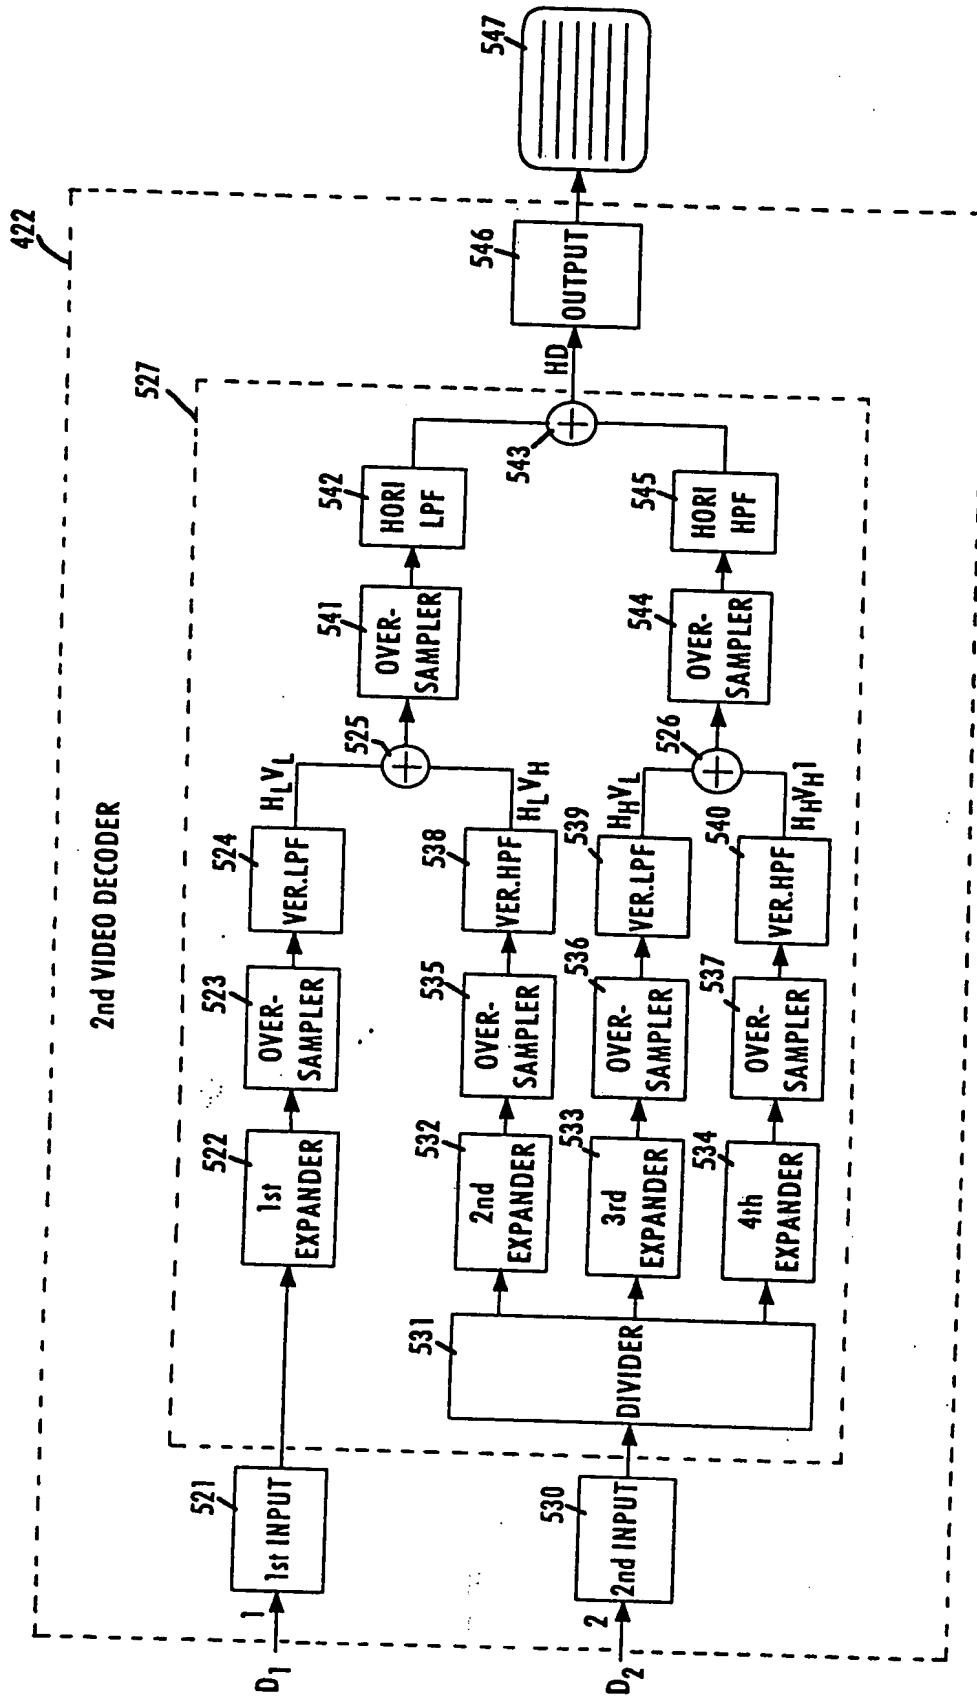 2nd VIDEO DECODER
422
527
D1
1
521
1st INPUT
522
1st
EXPANDER
523
OVER-
SAMPLER
524
VER.LPF
HLVL
525
+
541
OVER-
SAMPLER
542
HORI
LPF
543
+
HD
546
OUTPUT
547
D2
2
530
2nd INPUT
531
DIVIDER
532
2nd
EXPANDER
535
OVER-
SAMPLER
538
VER.HPF
HLVH
533
3rd
EXPANDER
536
OVER-
SAMPLER
539
VER.LPF
HHVL
526
+
544
OVER-
SAMPLER
545
HORI
HPF
534
4th
EXPANDER
537
OVER-
SAMPLER
540
VER.HPF
HHVH1